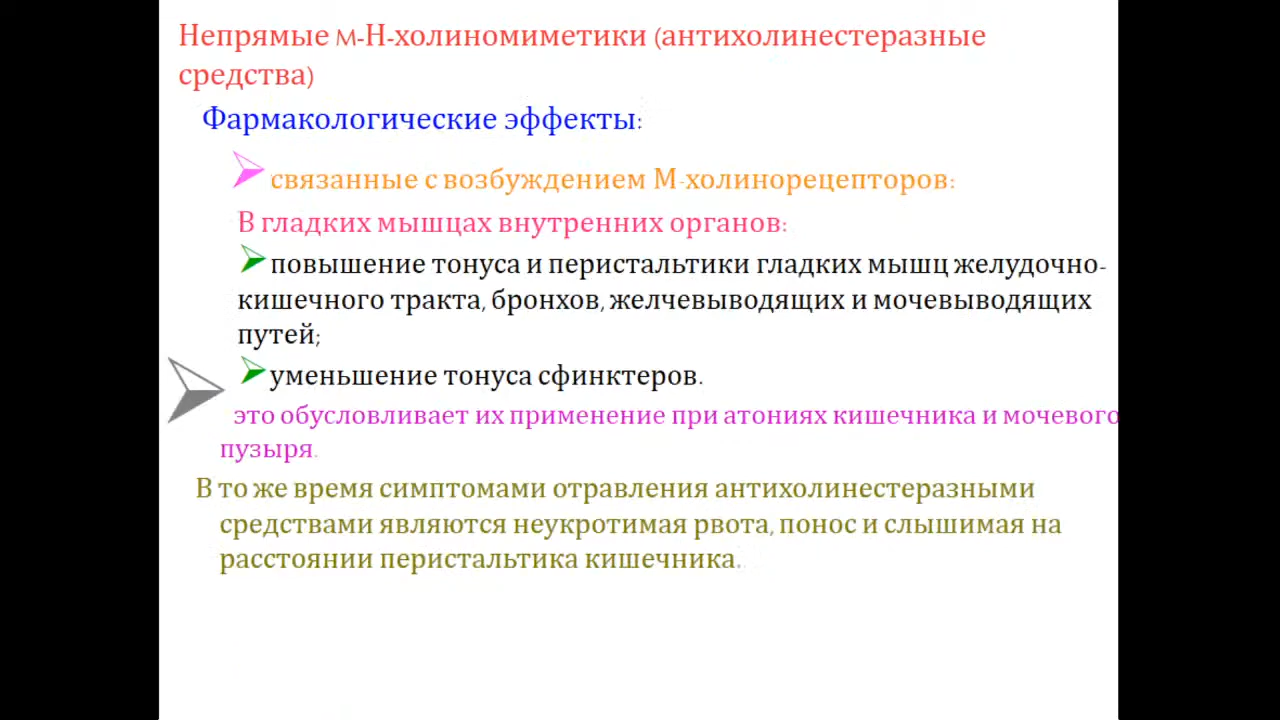 Непрямые М-Н-холиномиметики (антихолинестеразные
средства)
Фармакологические эффекты:
связанные с возбуждением М-холинорецепторов:
В гладких мышцах внутренних органов:
повышение тонуса и перистальтики гладких мышц желудочно-
кишечного тракта, бронхов, желчевыводящих и мочевыводящих
путей;
уменьшение тонуса сфинктеров.
это обусловливает их применение при атониях кишечника и мочевого
пузыря.
В то же время симптомами отравления антихолинестеразными
средствами являются неукротимая рвота, понос и слышимая на
расстоянии перистальтика кишечника.